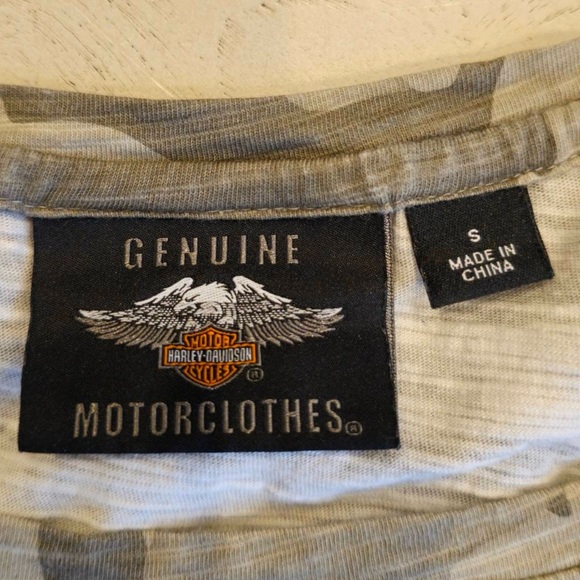 GENUINE
MOTOR
HARLEY-DAVIDSON
CYCLES
®
MOTORCLOTHES®
S
MADE IN
CHINA